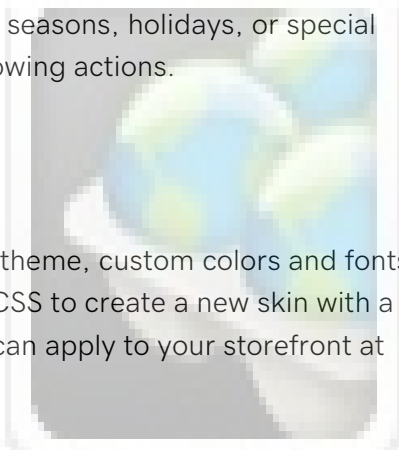 seasons, holidays, or special
owing actions.
theme, custom colors and fonts
CSS to create a new skin with a
can apply to your storefront at